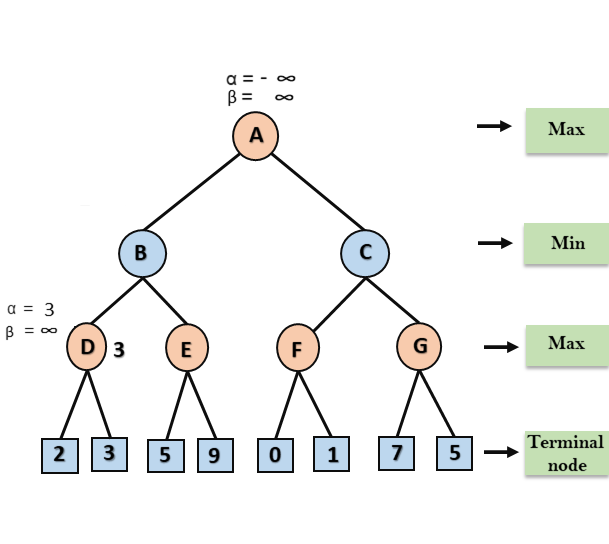 α = - ∞
β = ∞
A
Max
B
C
Min
α = 3
β = ∞
D 3
E
F
G
Max
2
3
5
9
0
1
7
5
Terminal
node